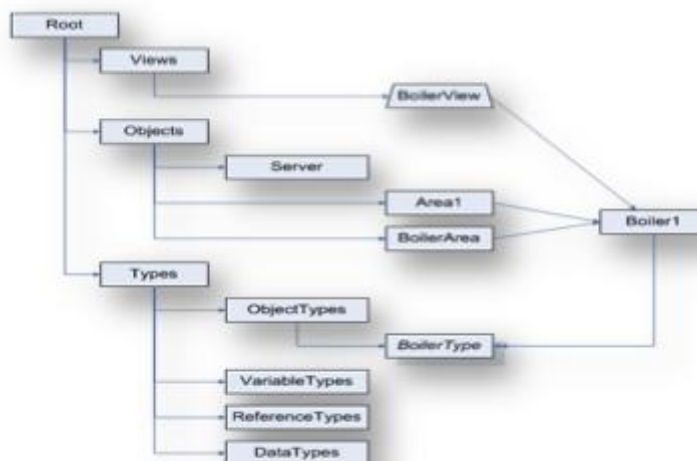 Root
Views
BoilerView
Objects
Server
Area1
Boiler1
BoilerArea
Types
ObjectTypes
BoilerType
VariableTypes
ReferenceTypes
DataTypes